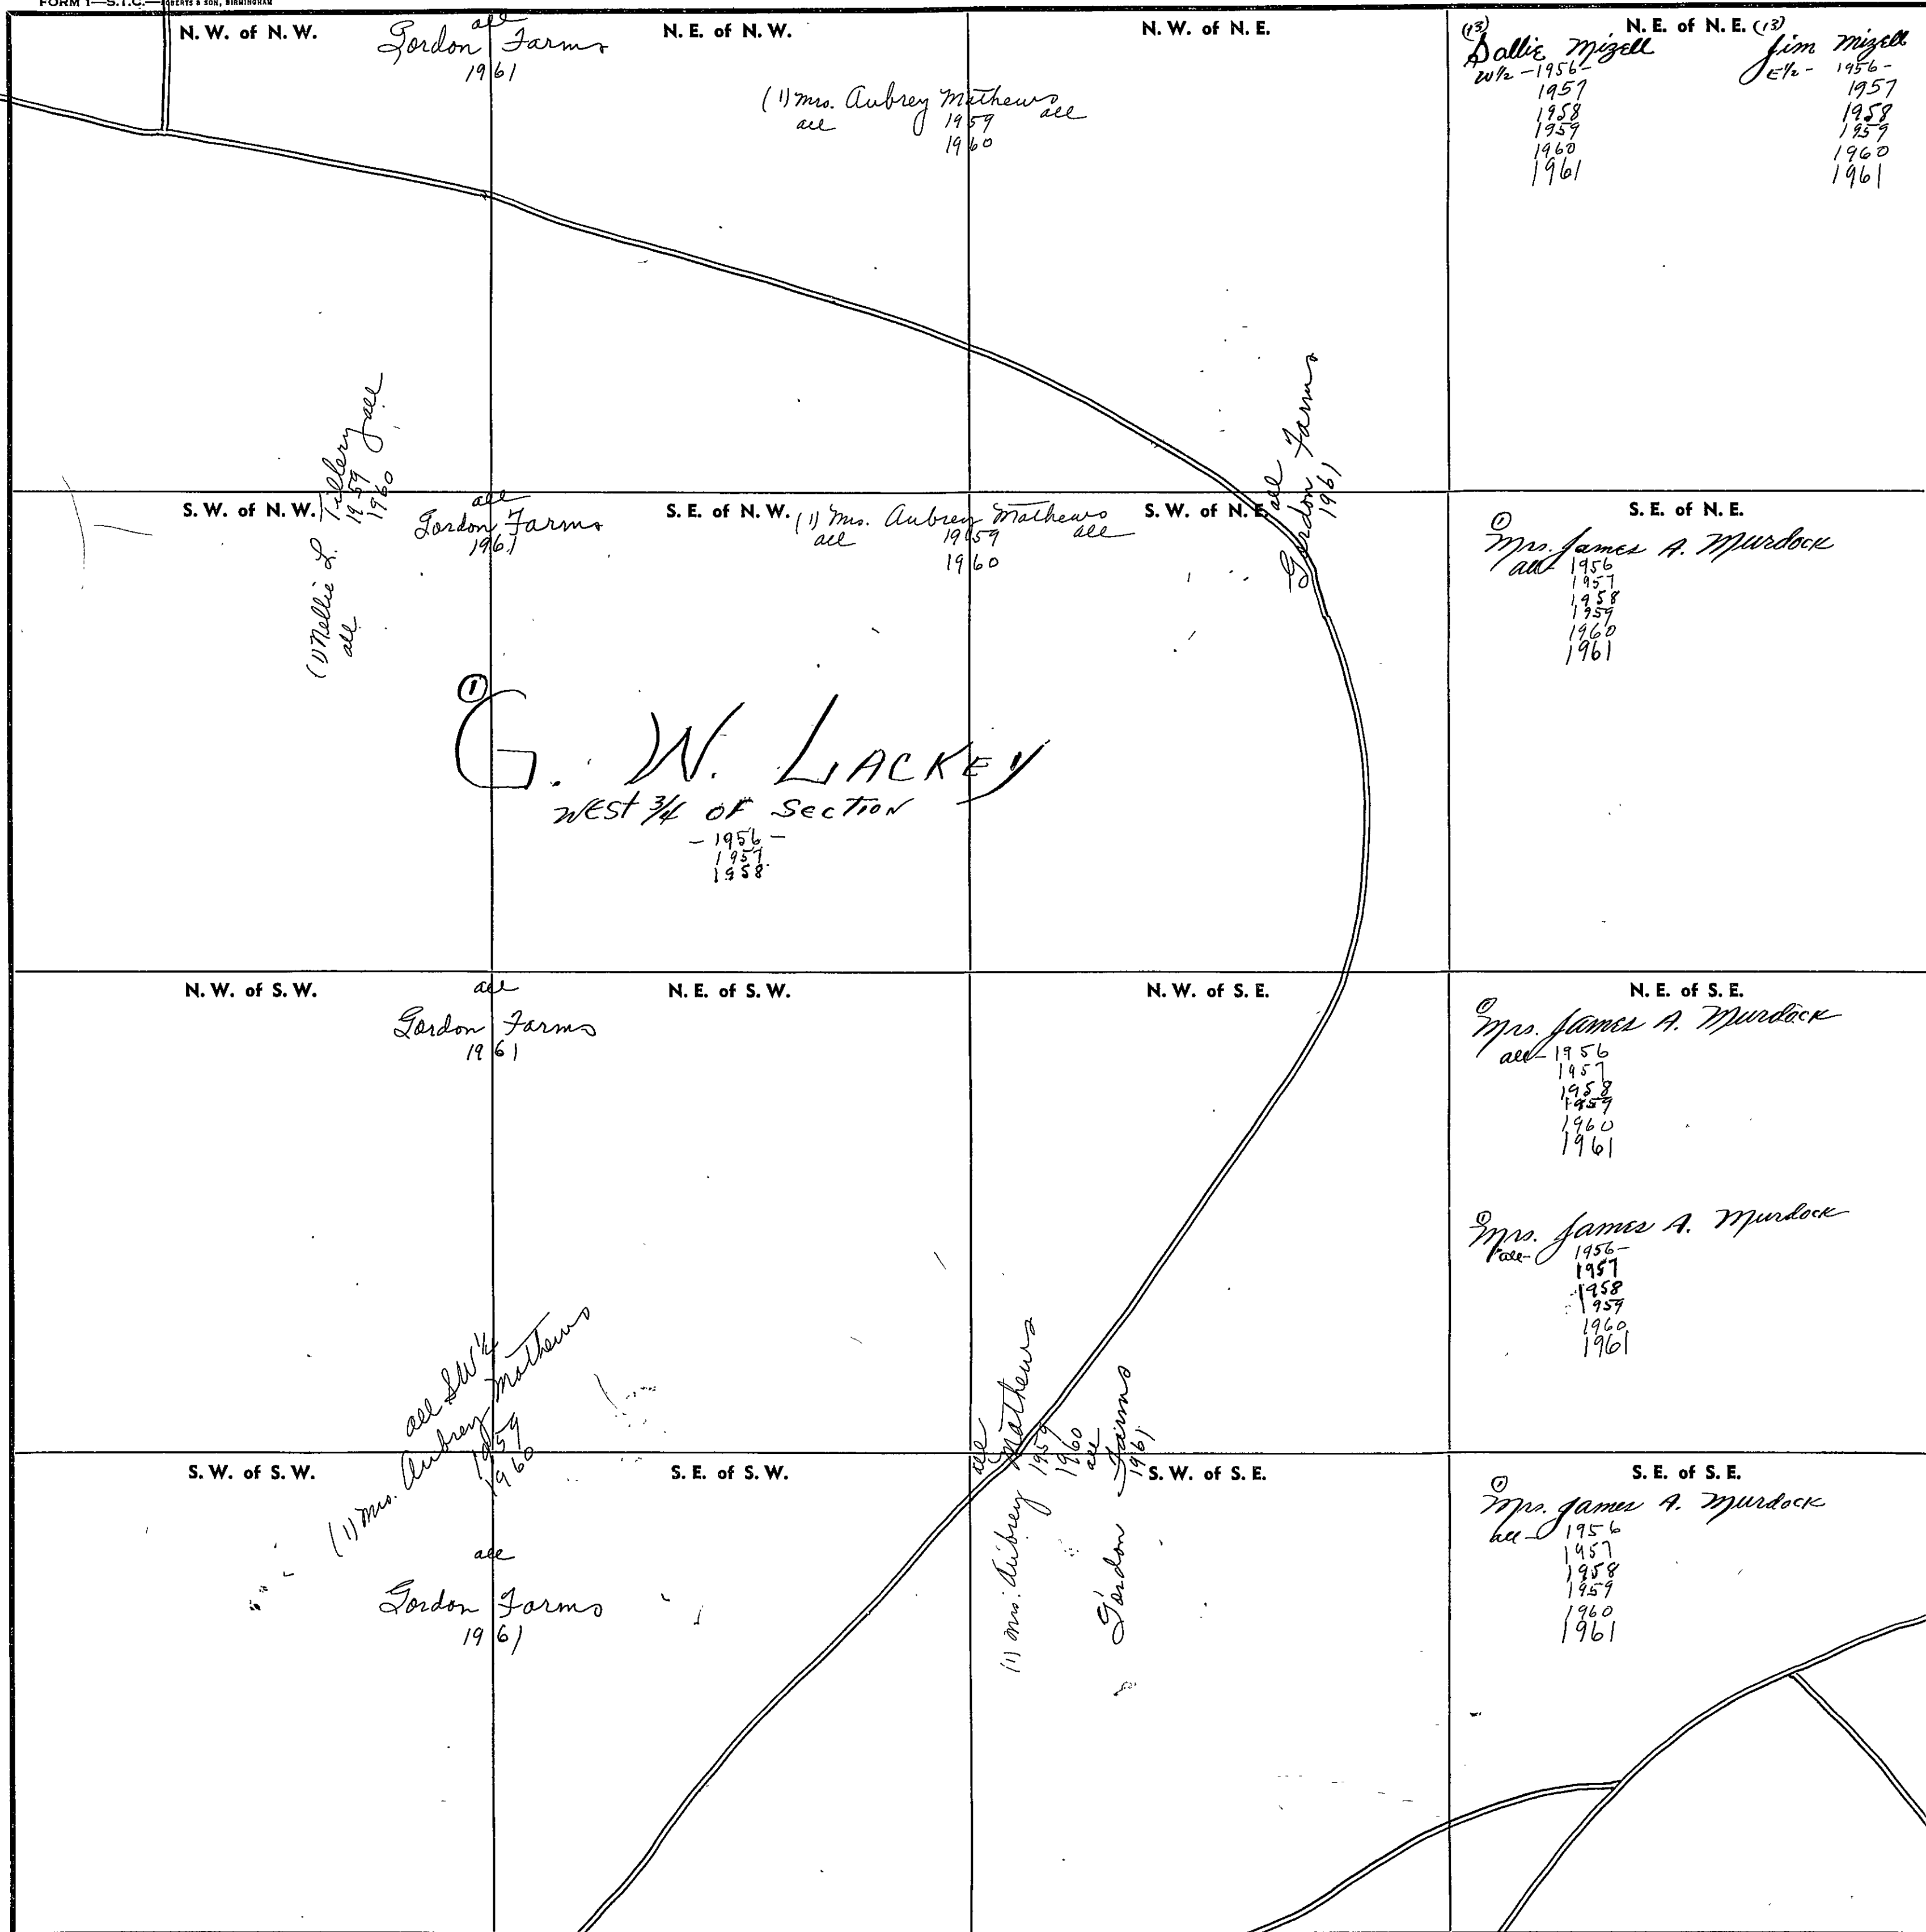 FORM 1—S.T.C.—ROBERTS & SON, BIRMINGHAM
N. W. of N. W.
all
Gordon Farms
1961
N. E. of N. W.
(1) Mrs. Aubrey Mathews
all all
1959
1960
N. W. of N. E.
N. E. of N. E. (13)
(13)
Sallie Mizell
W½ - 1956 -
1957
1958
1959
1960
1961
Jim Mizell
E½ - 1956 -
1957
1958
1959
1960
1961
(1) Nellie L. Tillery all
all
1959
1960
all
Gordon Farms
1961
S. W. of N. W.
all
Gordon Farms
1961
S. E. of N. W.
(1) Mrs. Aubrey Mathews
all all
1959
1960
S. W. of N. E.
S. E. of N. E.
①
Mrs. James A. Murdock
all - 1956
1957
1958
1959
1960
1961
①
G. W. LACKEY
WEST ¾ OF SECTION
- 1956 -
1957
1958
N. W. of S. W.
all
Gordon Farms
1961
N. E. of S. W.
N. W. of S. E.
N. E. of S. E.
①
Mrs. James A. Murdock
all - 1956
1957
1958
1959
1960
1961
①
Mrs. James A. Murdock
all - 1956 -
1957
1958
1959
1960
1961
all SW ¼
(1) Mrs. Aubrey Mathews
1959
1960
all
(1) Mrs. Aubrey Mathews
1959
1960
all
Gordon Farms
1961
S. W. of S. W.
all
Gordon Farms
1961
S. E. of S. W.
S. W. of S. E.
S. E. of S. E.
①
Mrs. James A. Murdock
all - 1956
1957
1958
1959
1960
1961